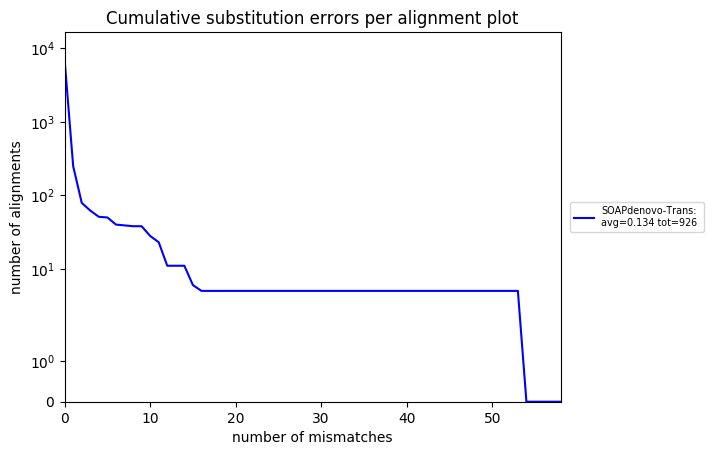 Cumulative substitution errors per alignment plot
number of alignments
10^4
10^3
10^2
10^1
10^0
0
0 10 20 30 40 50
number of mismatches
SOAPdenovo-Trans:
avg=0.134 tot=926